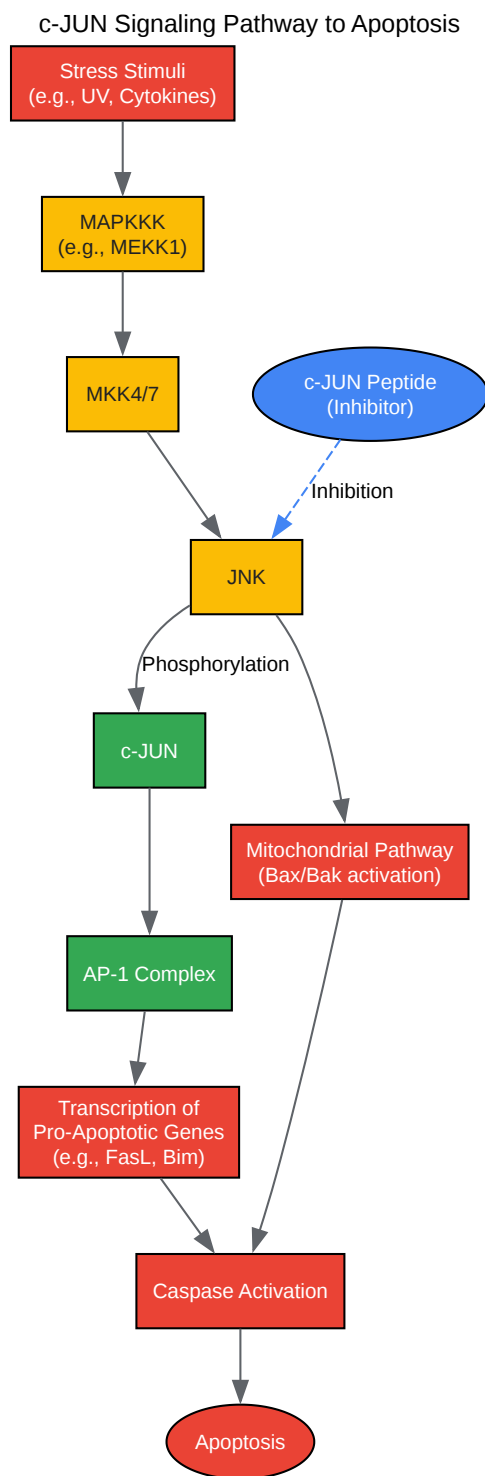 c-JUN Signaling Pathway to Apoptosis
Stress Stimuli
(e.g., UV, Cytokines)
MAPKKK
(e.g., MEKK1)
MKK4/7
c-JUN Peptide
(Inhibitor)
Inhibition
JNK
Phosphorylation
c-JUN
Mitochondrial Pathway
(Bax/Bak activation)
AP-1 Complex
Transcription of
Pro-Apoptotic Genes
(e.g., FasL, Bim)
Caspase Activation
Apoptosis